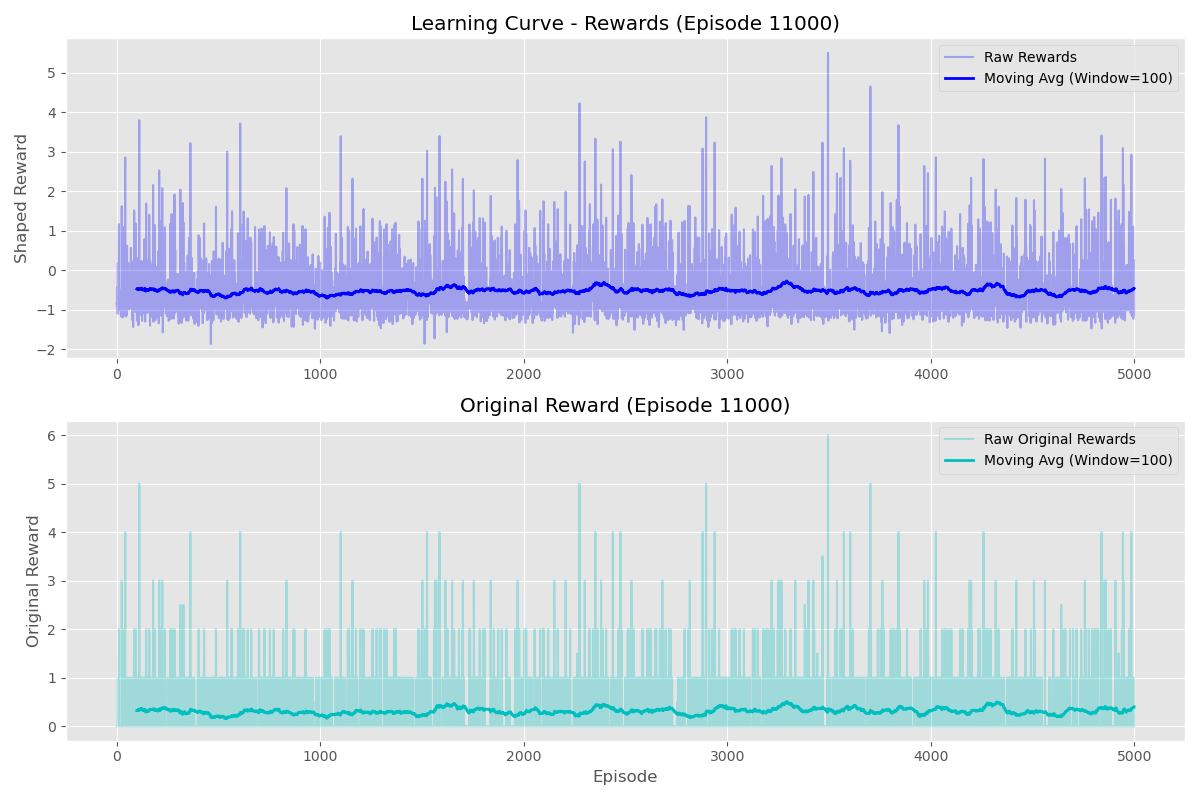 Learning Curve - Rewards (Episode 11000)
Shaped Reward
5
4
3
2
1
0
−1
−2
Raw Rewards
Moving Avg (Window=100)
0 1000 2000 3000 4000 5000
Original Reward (Episode 11000)
Original Reward
6
5
4
3
2
1
0
Raw Original Rewards
Moving Avg (Window=100)
0 1000 2000 3000 4000 5000
Episode